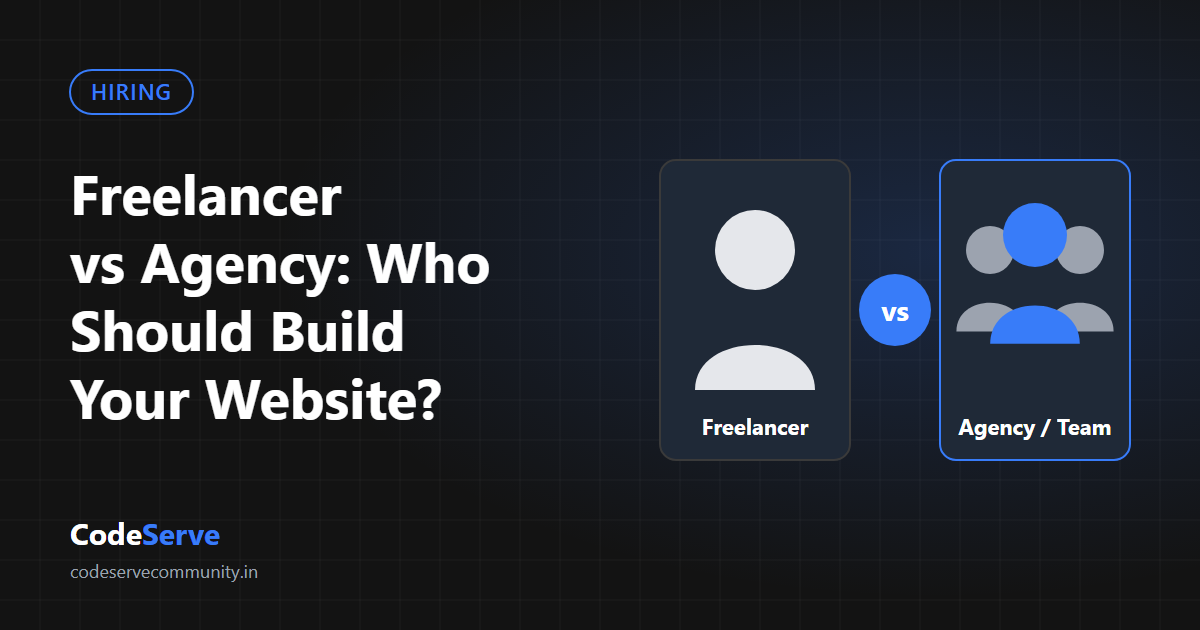 HIRING
Freelancer
vs Agency: Who
Should Build
Your Website?
vs
Freelancer
Agency / Team
CodeServe
codeservecommunity.in